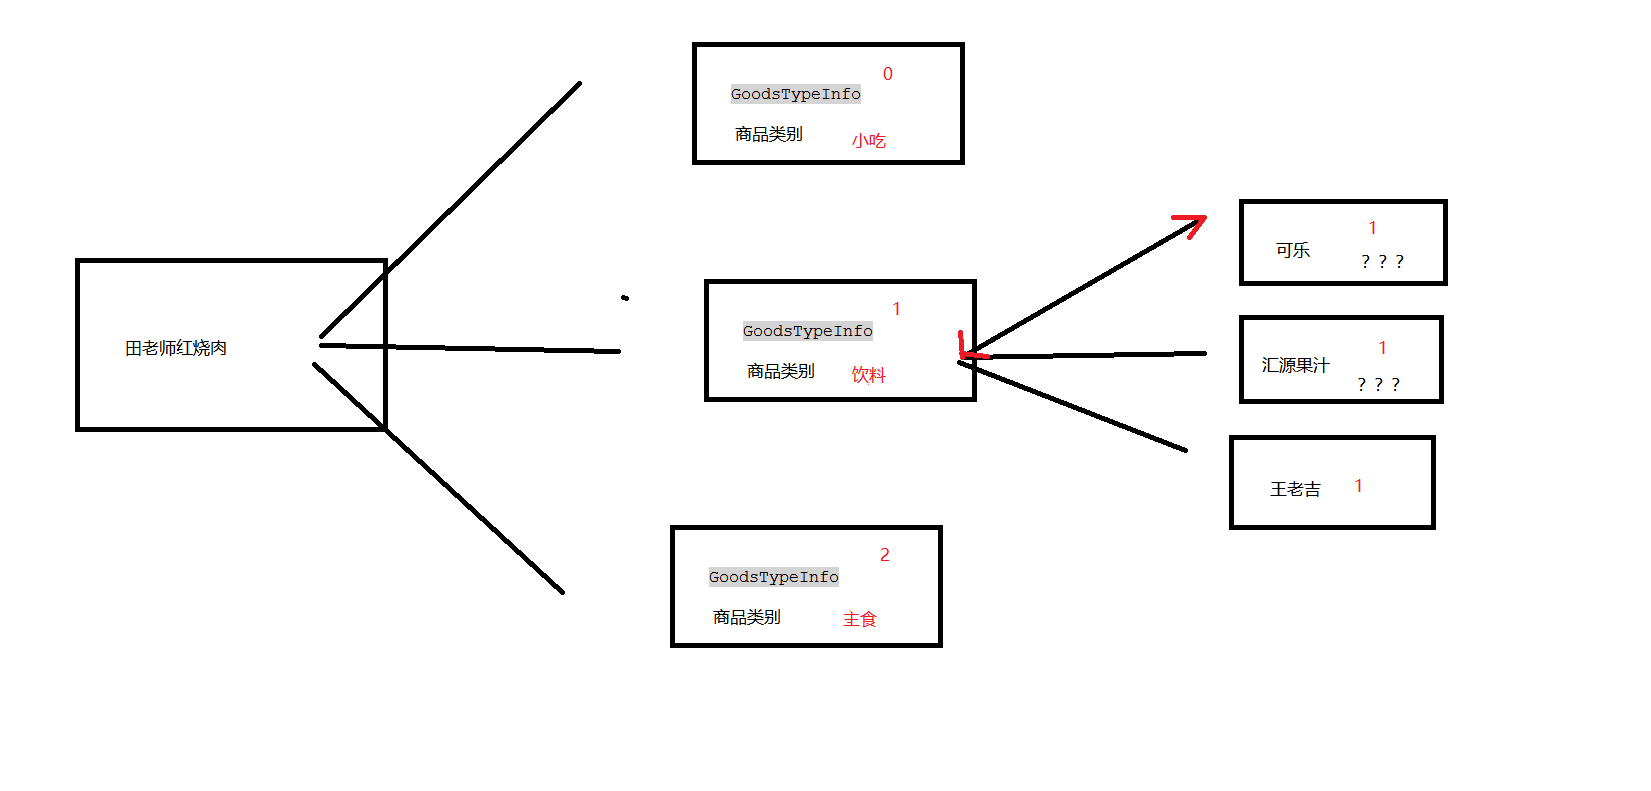 田老师红烧肉
0
GoodsTypeInfo
商品类别 小吃
1
GoodsTypeInfo
商品类别 饮料
2
GoodsTypeInfo
商品类别 主食
1
可乐
？？？
1
汇源果汁
？？？
王老吉 1